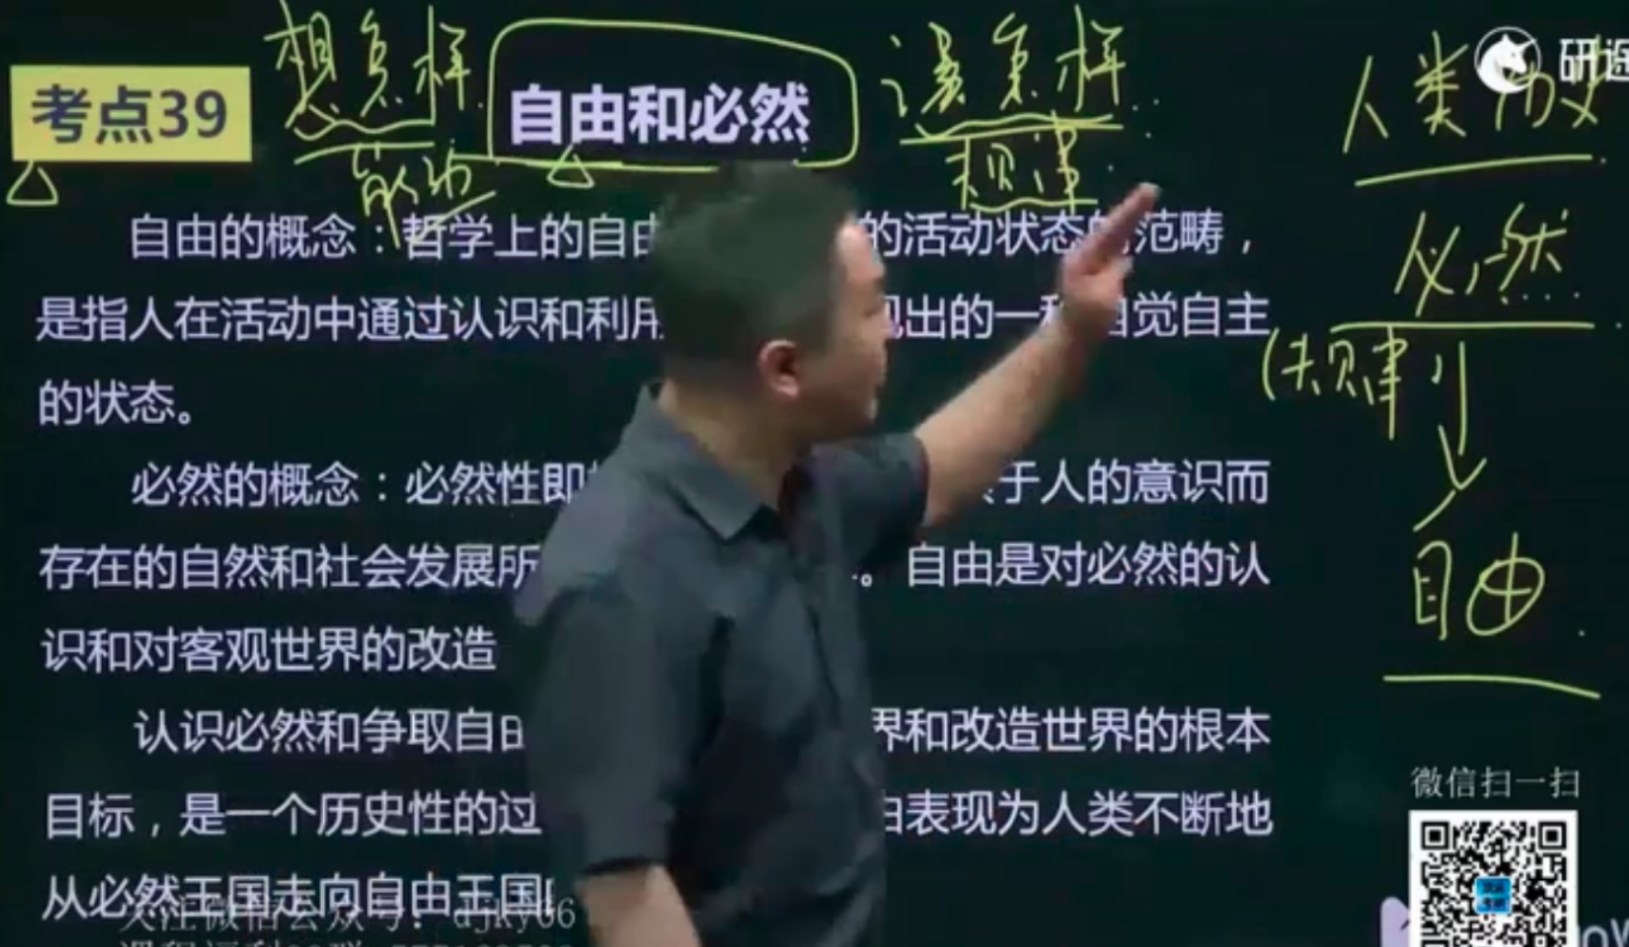 想怎样
自由和必然
该怎样
研途
考点39
人类历史
能动
规律
必然
自由的概念：哲学上的自由 的活动状态的范畴，
是指人在活动中通过认识和利用 现出的一种自觉自主
的状态。
(规律)
必然的概念：必然性即 于人的意识而
存在的自然和社会发展所 。自由是对必然的认
自由
识和对客观世界的改造
认识必然和争取自由 界和改造世界的根本
微信扫一扫
目标，是一个历史性的过 由表现为人类不断地
从必然王国走向自由王国的
关注微信公众号：djky66